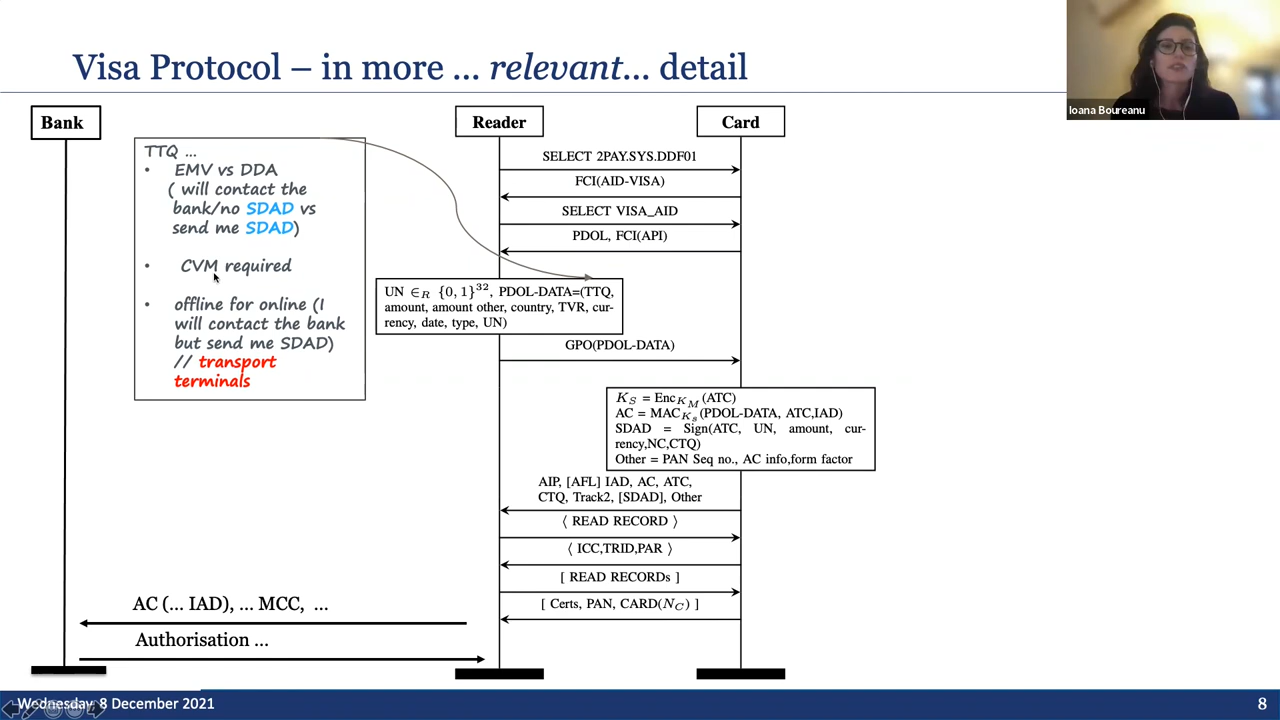 Visa Protocol – in more ... relevant... detail
Ioana Boureanu
Bank
Reader
Card
TTQ ...
• EMV vs DDA
( will contact the
bank/no SDAD vs
send me SDAD)
• CVM required
• offline for online (I
will contact the bank
but send me SDAD)
// transport
terminals
SELECT 2PAY.SYS.DDF01
FCI(AID-VISA)
SELECT VISA_AID
PDOL, FCI(API)
UN ∈R {0, 1}^32, PDOL-DATA=(TTQ,
amount, amount other, country, TVR, cur-
rency, date, type, UN)
GPO(PDOL-DATA)
KS = EncKM(ATC)
AC = MACKs(PDOL-DATA, ATC,IAD)
SDAD = Sign(ATC, UN, amount, cur-
rency,NC,CTQ)
Other = PAN Seq no., AC info,form factor
AIP, [AFL] IAD, AC, ATC,
CTQ, Track2, [SDAD], Other
⟨ READ RECORD ⟩
⟨ ICC,TRID,PAR ⟩
[ READ RECORDs ]
[ Certs, PAN, CARD(NC) ]
AC (... IAD), ... MCC, ...
Authorisation ...
Wednesday, 8 December 2021
8